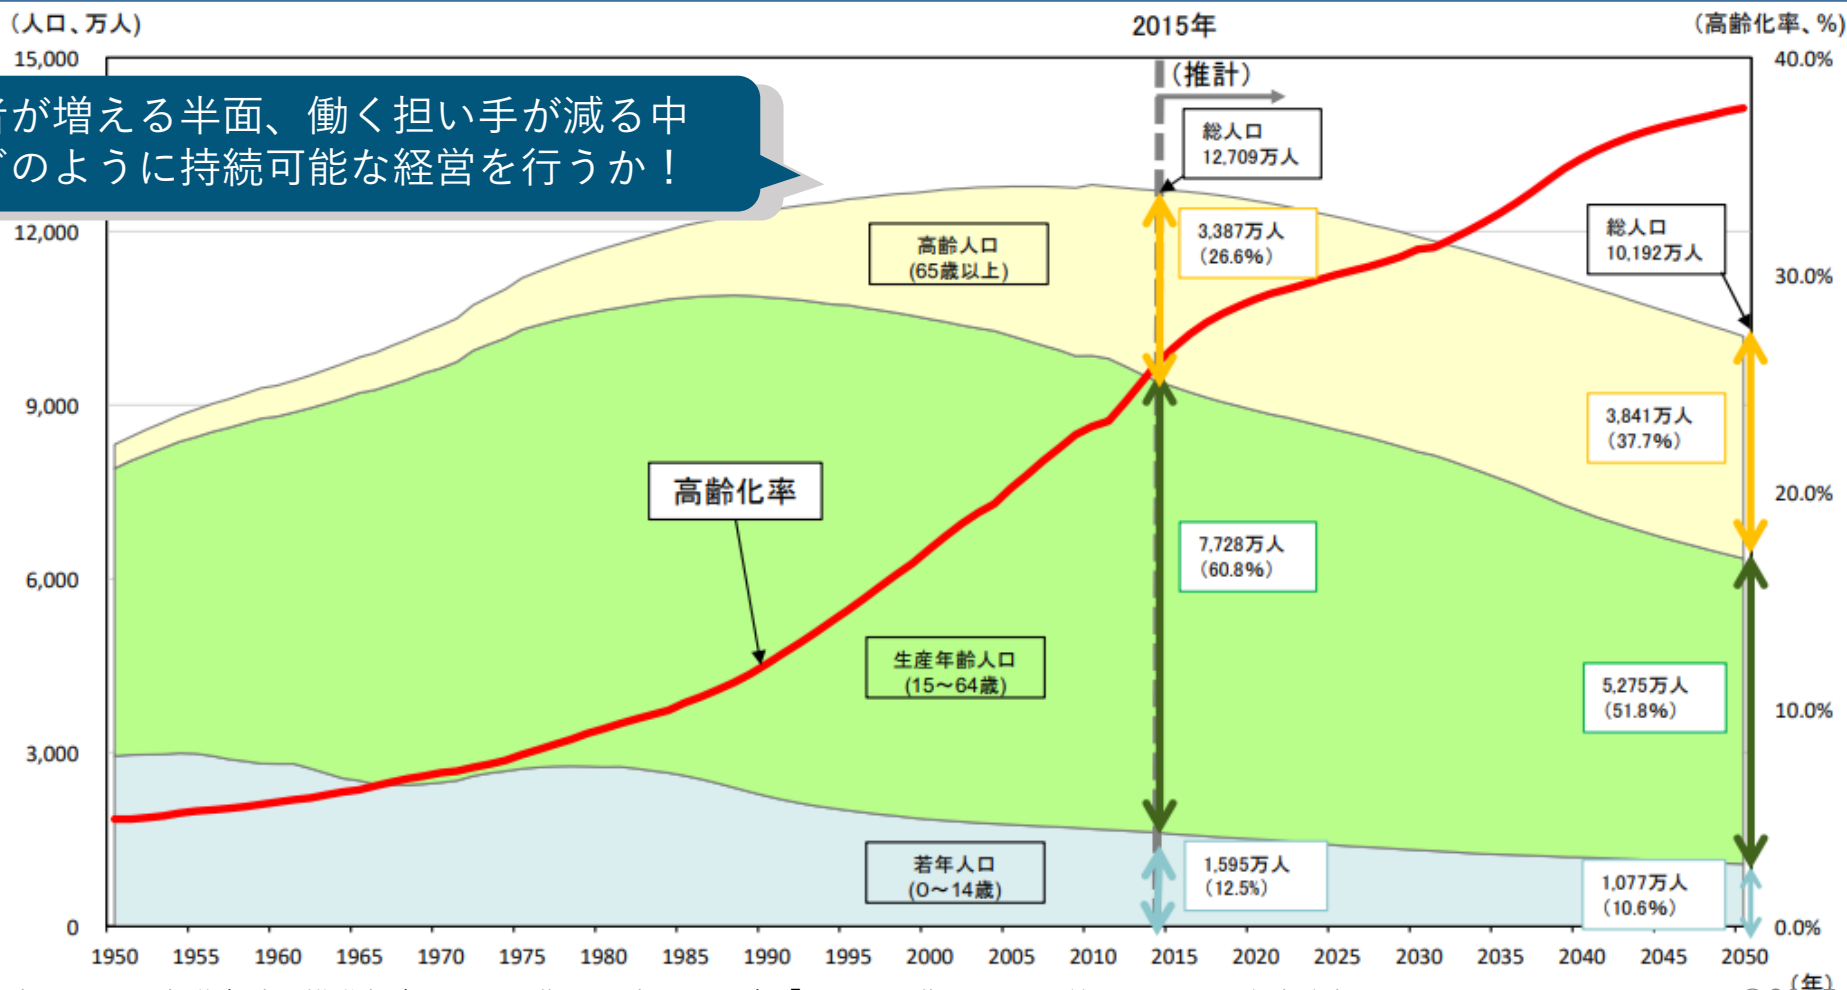 （人口、万人）
2015年
（高齢化率、%）
15,000
12,000
9,000
6,000
3,000
0
40.0%
30.0%
20.0%
10.0%
0.0%
が増える半面、働く担い手が減る中
のように持続可能な経営を行うか！
（推計）
総人口
12,709万人
高齢人口
(65歳以上)
3,387万人
（26.6%）
総人口
10,192万人
3,841万人
（37.7%）
高齢化率
7,728万人
（60.8%）
生産年齢人口
(15～64歳)
5,275万人
（51.8%）
若年人口
(0～14歳)
1,595万人
（12.5%）
1,077万人
（10.6%）
1950 1955 1960 1965 1970 1975 1980 1985 1990 1995 2000 2005 2010 2015 2020 2025 2030 2035 2040 2045 2050
（年）